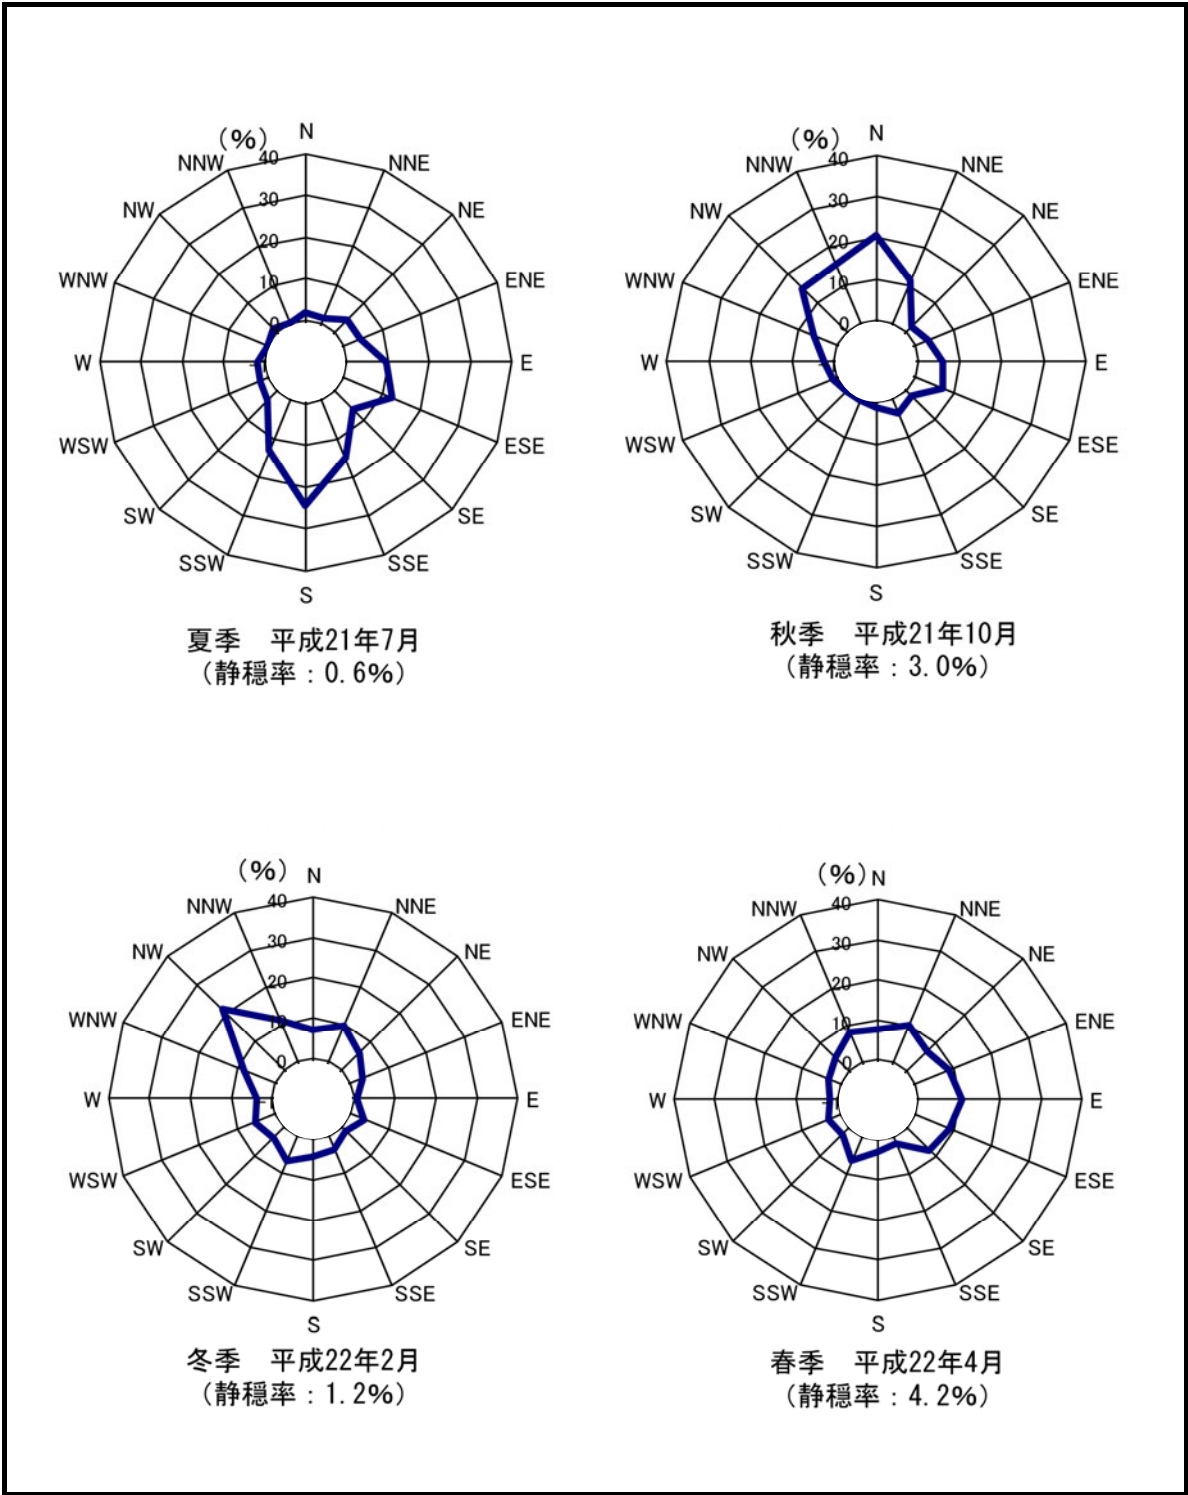 (%)
N
NNW
40
NNE
NW
30
NE
20
WNW
10
ENE
0
W
E
WSW
ESE
SW
SE
SSW
SSE
S
夏季　平成21年7月
（静穏率：0.6%）
(%)
N
NNW
40
NNE
NW
30
NE
20
WNW
10
ENE
0
W
E
WSW
ESE
SW
SE
SSW
SSE
S
秋季　平成21年10月
（静穏率：3.0%）
(%)
N
NNW
40
NNE
NW
30
NE
20
WNW
10
ENE
0
W
E
WSW
ESE
SW
SE
SSW
SSE
S
冬季　平成22年2月
（静穏率：1.2%）
(%)
N
NNW
40
NNE
NW
30
NE
20
WNW
10
ENE
0
W
E
WSW
ESE
SW
SE
SSW
SSE
S
春季　平成22年4月
（静穏率：4.2%）